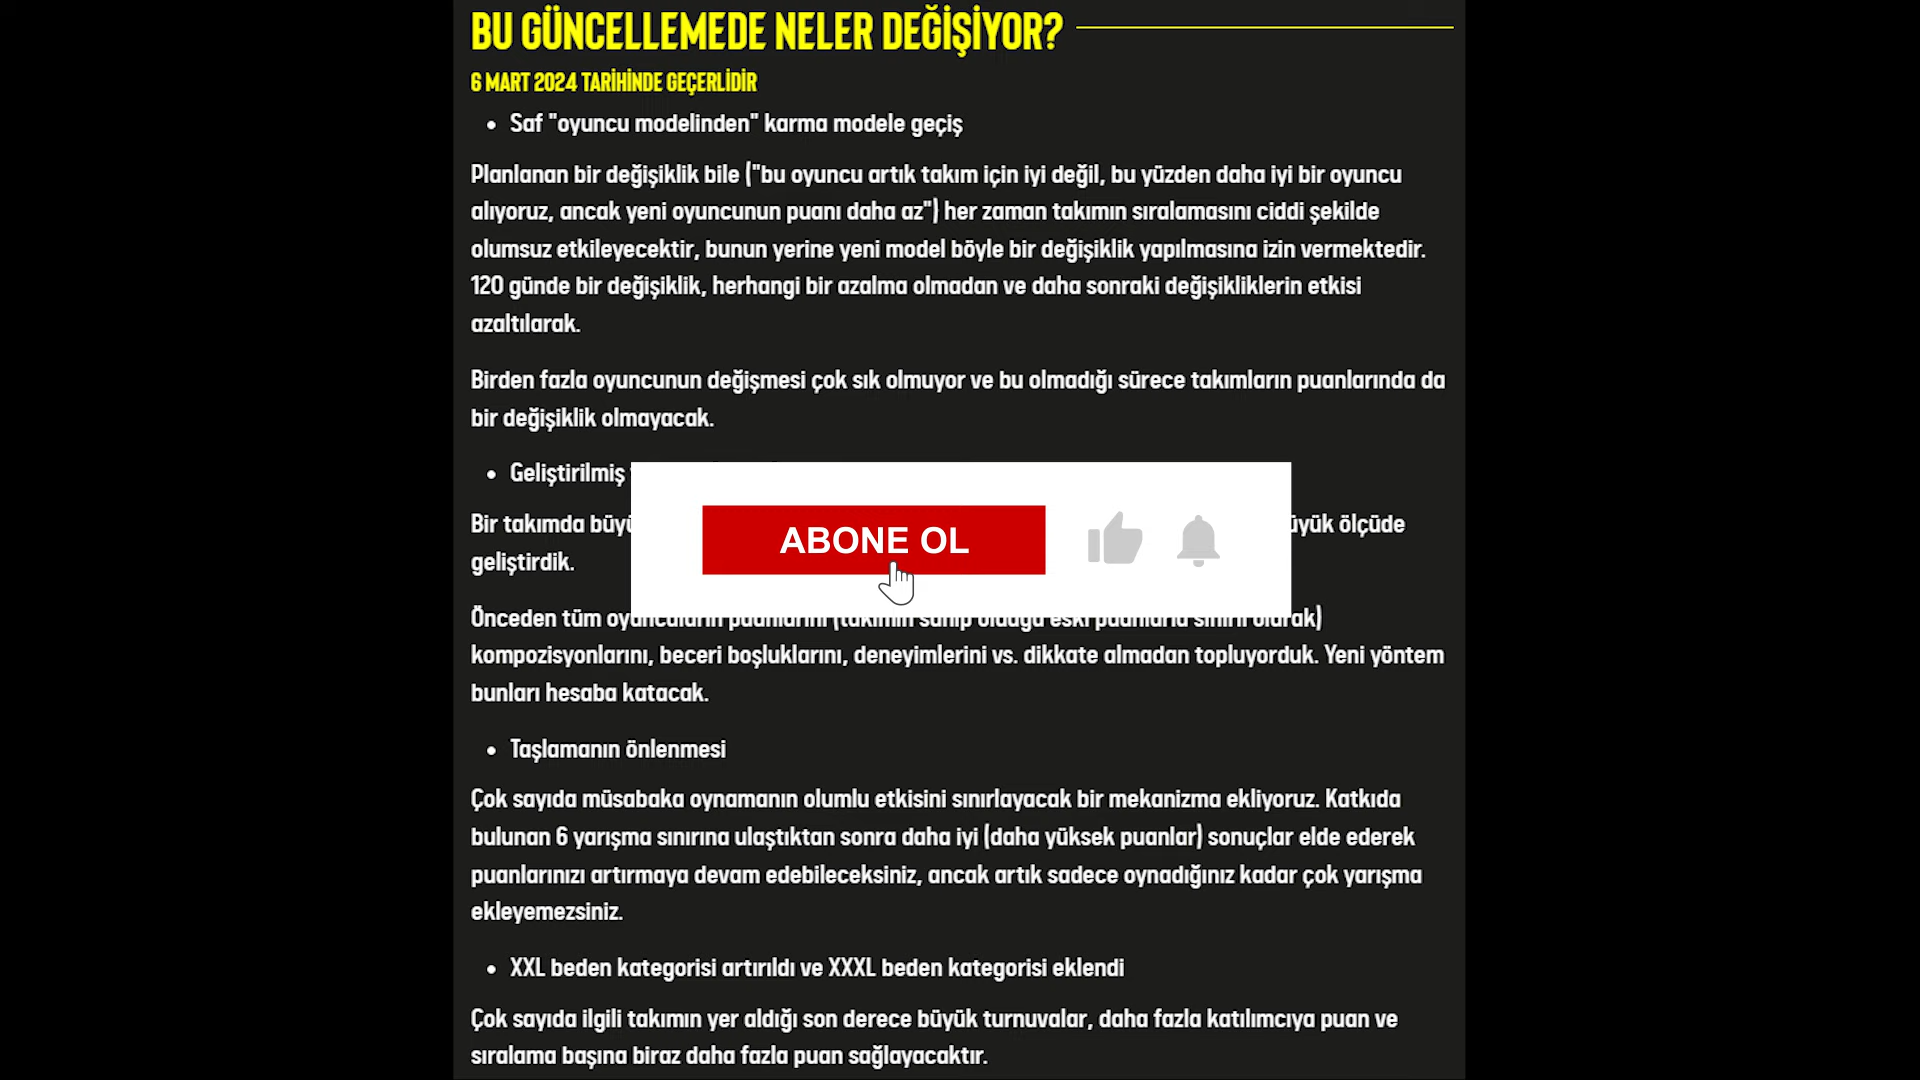 BU GÜNCELLEMEDE NELER DEĞİŞİYOR?
6 MART 2024 TARİHİNDE GEÇERLİDİR
• Saf "oyuncu modelinden" karma modele geçiş
Planlanan bir değişiklik bile ("bu oyuncu artık takım için iyi değil, bu yüzden daha iyi bir oyuncu
alıyoruz, ancak yeni oyuncunun puanı daha az") her zaman takımın sıralamasını ciddi şekilde
olumsuz etkileyecektir, bunun yerine yeni model böyle bir değişiklik yapılmasına izin vermektedir.
120 günde bir değişiklik, herhangi bir azalma olmadan ve daha sonraki değişikliklerin etkisi
azaltılarak.
Birden fazla oyuncunun değişmesi çok sık olmuyor ve bu olmadığı sürece takımların puanlarında da
bir değişiklik olmayacak.
• Geliştirilmiş
Bir takımda ölçüde
geliştirdik.
ABONE OL
Önceden tüm oyuncuların puanlarını (takımın sahip olduğu eski puanlarla sınırlı olarak)
kompozisyonlarını, beceri boşluklarını, deneyimlerini vs. dikkate almadan topluyorduk. Yeni yöntem
bunları hesaba katacak.
• Taşlamanın önlenmesi
Çok sayıda müsabaka oynamanın olumlu etkisini sınırlayacak bir mekanizma ekliyoruz. Katkıda
bulunan 6 yarışma sınırına ulaştıktan sonra daha iyi (daha yüksek puanlar) sonuçlar elde ederek
puanlarınızı artırmaya devam edebileceksiniz, ancak artık sadece oynadığınız kadar çok yarışma
ekleyemezsiniz.
• XXL beden kategorisi artırıldı ve XXXL beden kategorisi eklendi
Çok sayıda ilgili takımın yer aldığı son derece büyük turnuvalar, daha fazla katılımcıya puan ve
sıralama başına biraz daha fazla puan sağlayacaktır.